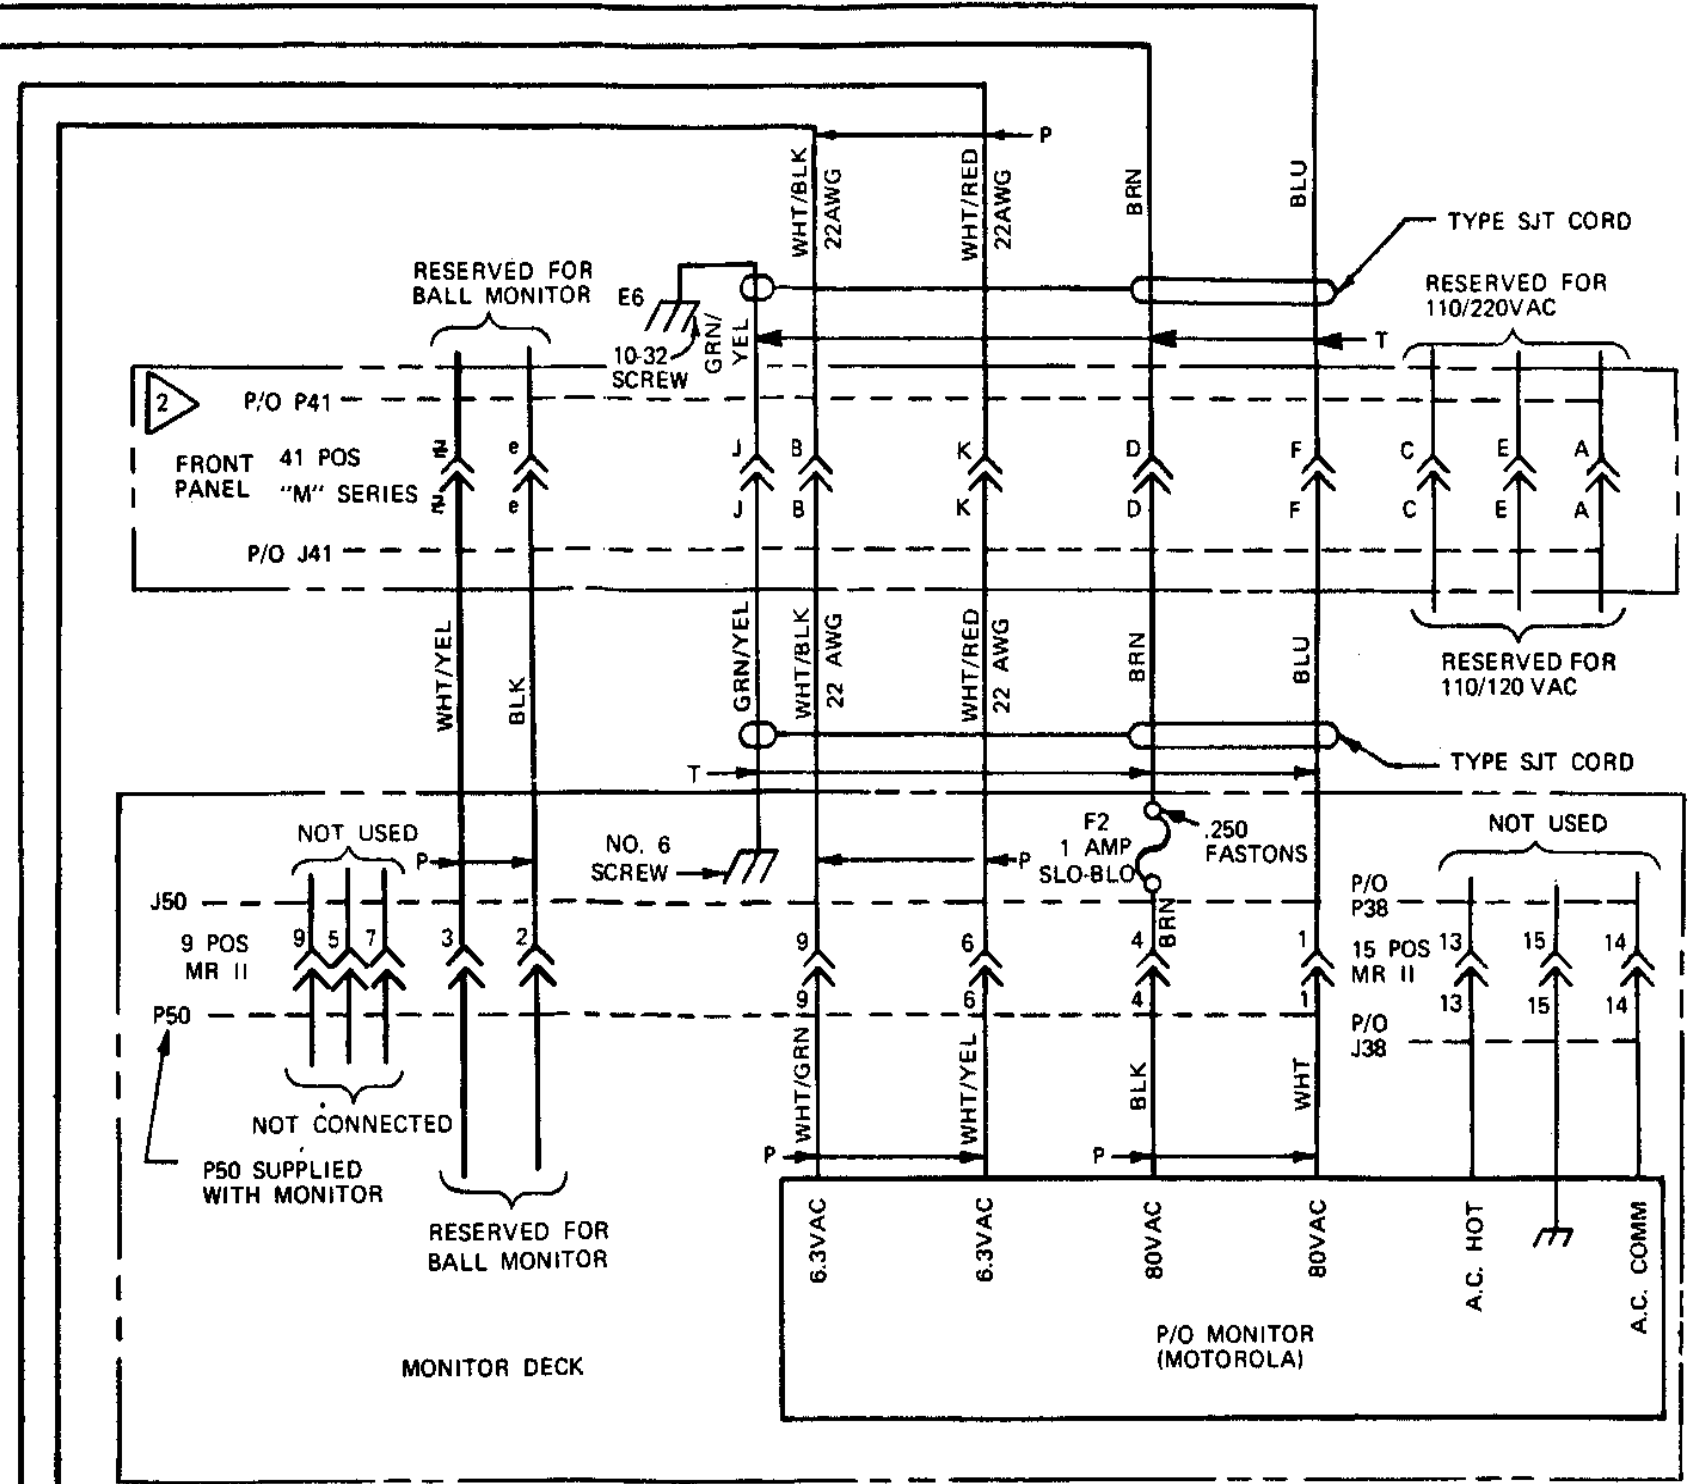 P
WHT/BLK
22AWG
WHT/RED
22AWG
BRN
BLU
TYPE SJT CORD
RESERVED FOR
BALL MONITOR
E6
GRN/
YEL
10-32
SCREW
T
RESERVED FOR
110/220VAC
2
P/O P41
FRONT
PANEL
41 POS
"M" SERIES
e
J
B
K
D
F
C
E
A
e
J
B
K
D
F
C
E
A
P/O J41
WHT/YEL
BLK
GRN/YEL
WHT/BLK
22 AWG
WHT/RED
22 AWG
BRN
BLU
RESERVED FOR
110/120 VAC
TYPE SJT CORD
T
NOT USED
P
NO. 6
SCREW
P
F2
1 AMP
SLO-BLO
.250
FASTONS
NOT USED
J50
9 POS
MR II
P50
9
5
7
3
2
9
6
4
BRN
1
P/O
P38
15 POS
MR II
13
15
14
9
6
4
1
13
15
14
P/O
J38
NOT CONNECTED
P50 SUPPLIED
WITH MONITOR
RESERVED FOR
BALL MONITOR
WHT/GRN
WHT/YEL
BLK
WHT
P
P
6.3VAC
6.3VAC
80VAC
80VAC
A.C. HOT
A.C. COMM
P/O MONITOR
(MOTOROLA)
MONITOR DECK